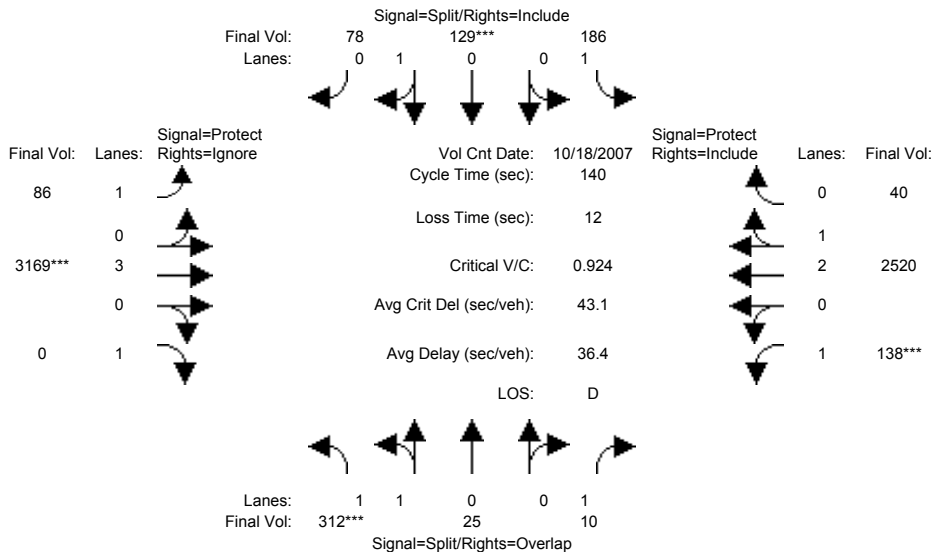 Signal=Split/Rights=Include
Final Vol: 78 129*** 186
Lanes: 0 1 0 0 1
Signal=Protect Signal=Protect
Final Vol: Lanes: Rights=Ignore Vol Cnt Date: 10/18/2007 Rights=Include Lanes: Final Vol:
Cycle Time (sec): 140
86 1 0 40
Loss Time (sec): 12
0 1
3169*** 3 Critical V/C: 0.924 2 2520
0 Avg Crit Del (sec/veh): 43.1 0
0 1 Avg Delay (sec/veh): 36.4 1 138***
LOS: D
Lanes: 1 1 0 0 1
Final Vol: 312*** 25 10
Signal=Split/Rights=Overlap